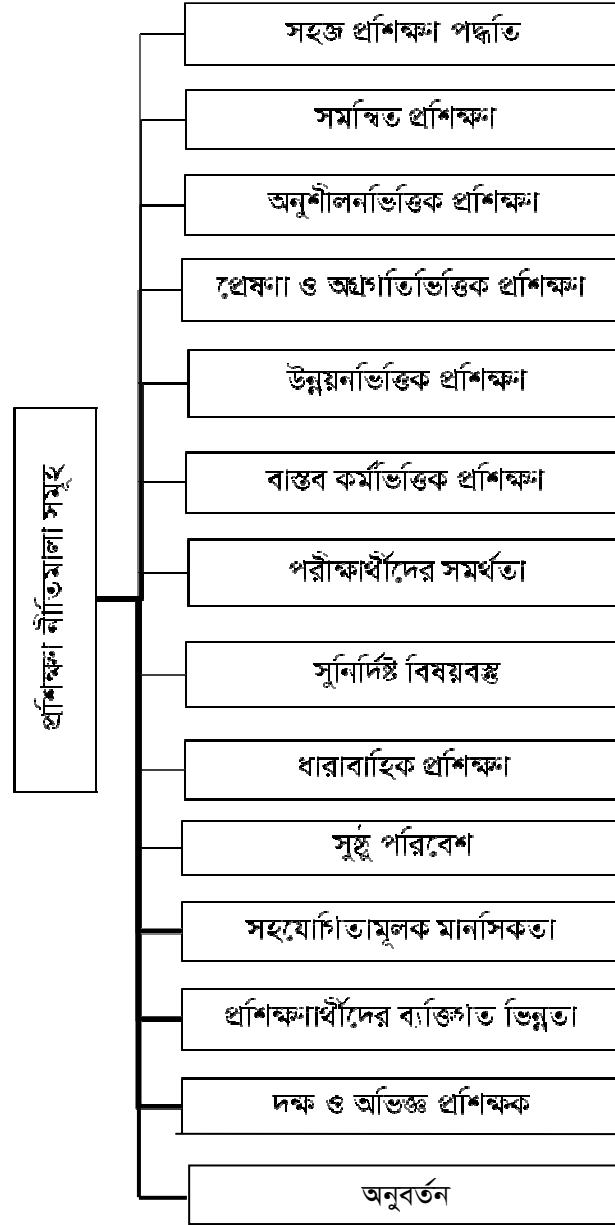 প্রশিক্ষণ নীতিমালা সমূহ
সহজ প্রশিক্ষণ পদ্ধতি
সমন্বিত প্রশিক্ষণ
অনুশীলনভিত্তিক প্রশিক্ষণ
প্রেষণা ও অগ্রগতিভিত্তিক প্রশিক্ষণ
উন্নয়নভিত্তিক প্রশিক্ষণ
বাস্তব কর্মভিত্তিক প্রশিক্ষণ
পরীক্ষার্থীদের সমর্থতা
সুনির্দিষ্ট বিষয়বস্তু
ধারাবাহিক প্রশিক্ষণ
সুষ্ঠু পরিবেশ
সহযোগিতামূলক মানসিকতা
প্রশিক্ষনার্থীদের ব্যক্তিগত ভিন্নতা
দক্ষ ও অভিজ্ঞ প্রশিক্ষক
অনুবর্তন